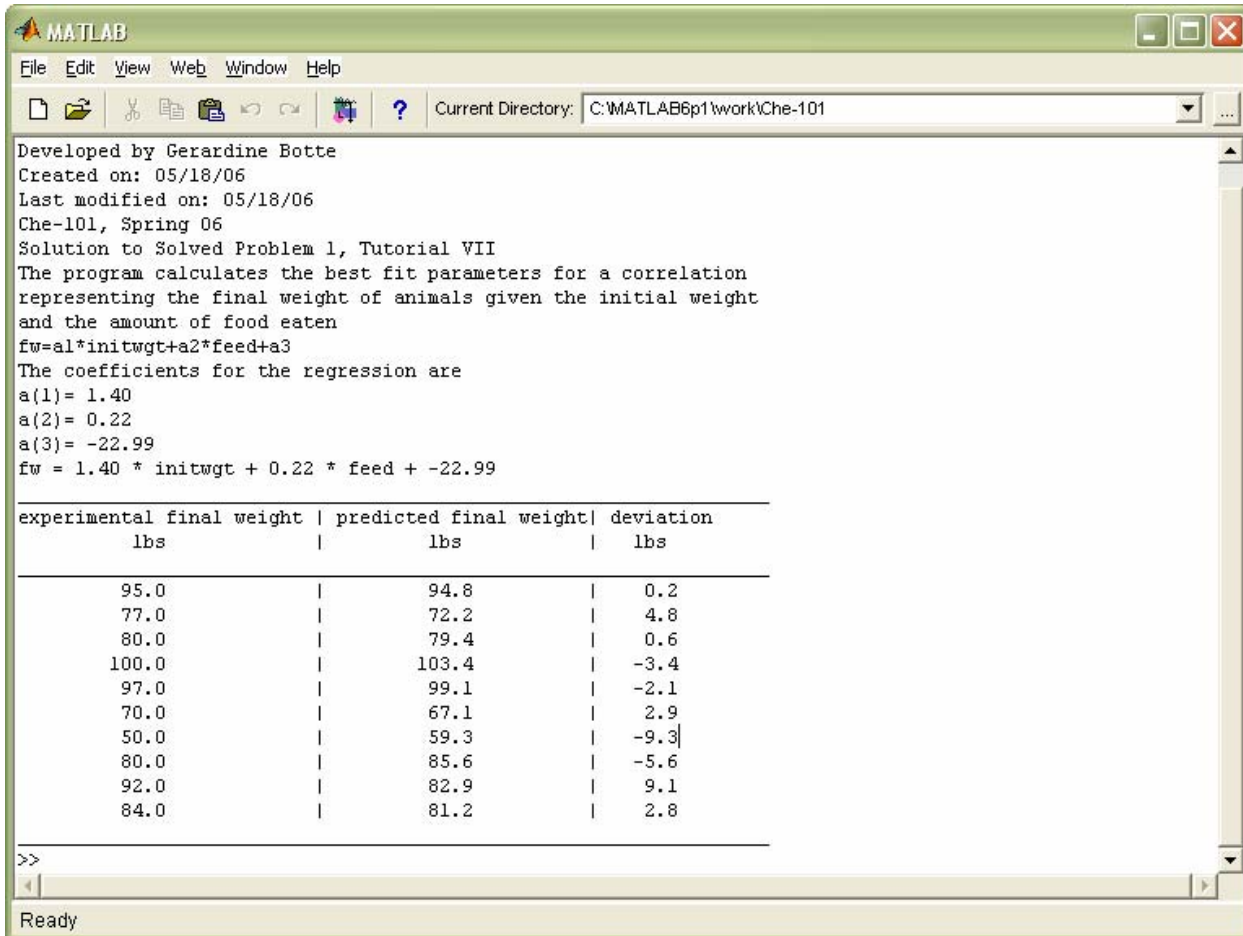 MATLAB
File Edit View Web Window Help
? Current Directory: C:\MATLAB6p1\work\Che-101 ...
Developed by Gerardine Botte
Created on: 05/18/06
Last modified on: 05/18/06
Che-101, Spring 06
Solution to Solved Problem 1, Tutorial VII
The program calculates the best fit parameters for a correlation
representing the final weight of animals given the initial weight
and the amount of food eaten
fw=a1*initwgt+a2*feed+a3
The coefficients for the regression are
a(1)= 1.40
a(2)= 0.22
a(3)= -22.99
fw = 1.40 * initwgt + 0.22 * feed + -22.99
experimental final weight | predicted final weight| deviation
lbs | lbs | lbs
95.0 | 94.8 | 0.2
77.0 | 72.2 | 4.8
80.0 | 79.4 | 0.6
100.0 | 103.4 | -3.4
97.0 | 99.1 | -2.1
70.0 | 67.1 | 2.9
50.0 | 59.3 | -9.3
80.0 | 85.6 | -5.6
92.0 | 82.9 | 9.1
84.0 | 81.2 | 2.8
>>
Ready